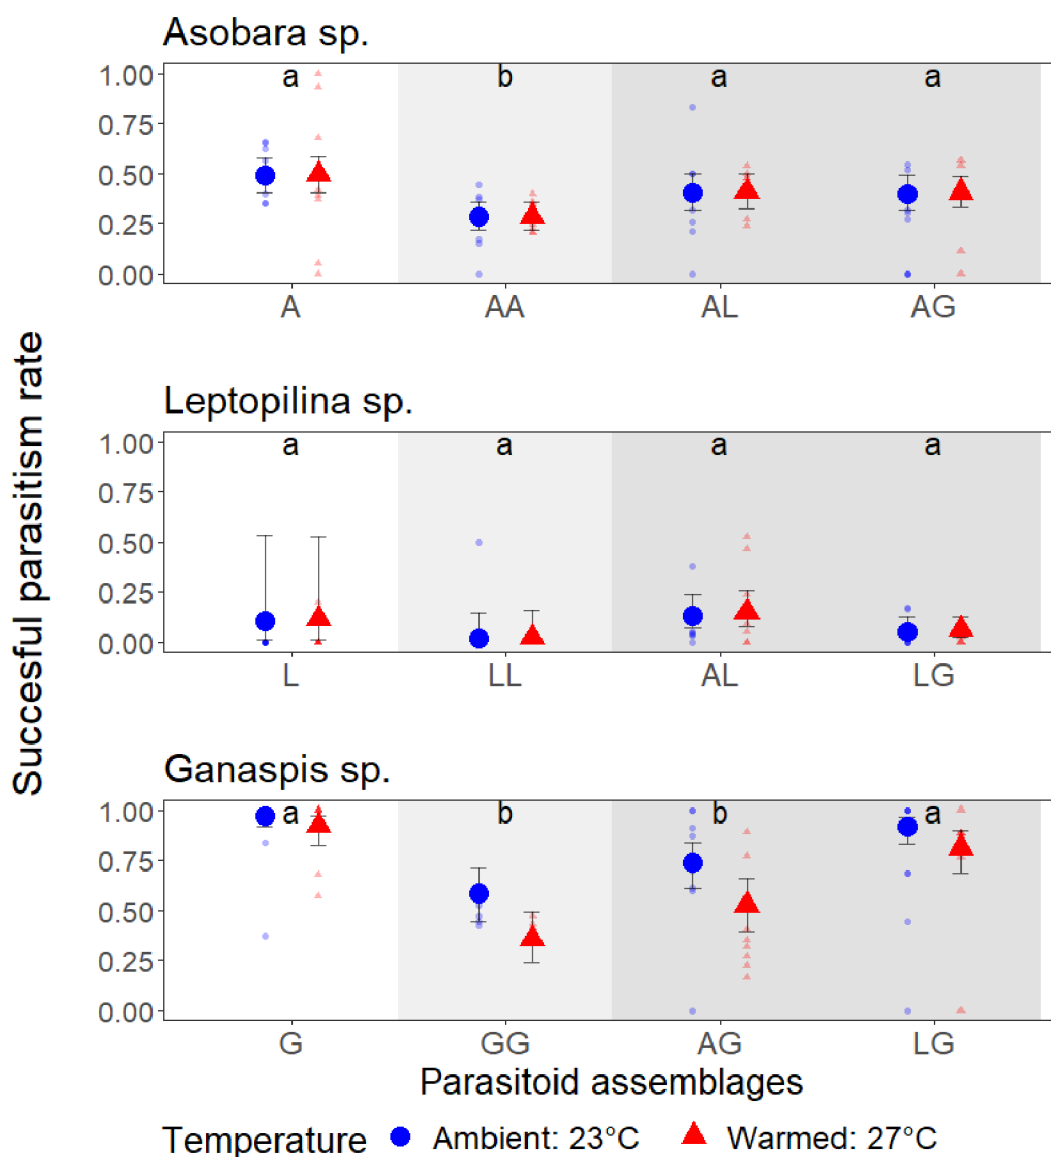 Asobara sp.
1.00
0.75
0.50
0.25
0.00
a b a a
A AA AL AG
Succesful parasitism rate
Leptopilina sp.
1.00
0.75
0.50
0.25
0.00
a a a a
L LL AL LG
Ganaspis sp.
1.00
0.75
0.50
0.25
0.00
a b b a
G GG AG LG
Parasitoid assemblages
Temperature Ambient: 23°C Warmed: 27°C